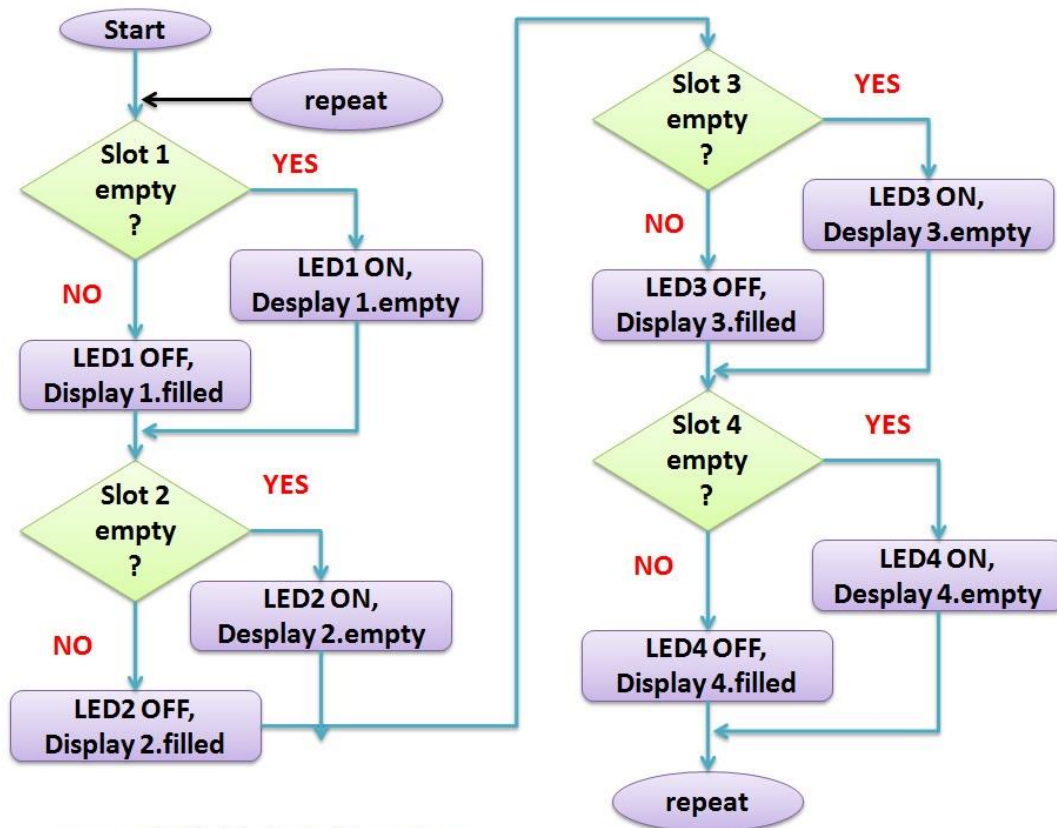 Start
repeat
Slot 1
empty
?
YES
NO
LED1 ON,
Desplay 1.empty
LED1 OFF,
Display 1.filled
Slot 2
empty
?
YES
NO
LED2 ON,
Desplay 2.empty
LED2 OFF,
Display 2.filled
Slot 3
empty
?
YES
NO
LED3 ON,
Desplay 3.empty
LED3 OFF,
Display 3.filled
Slot 4
empty
?
YES
NO
LED4 ON,
Desplay 4.empty
LED4 OFF,
Display 4.filled
repeat